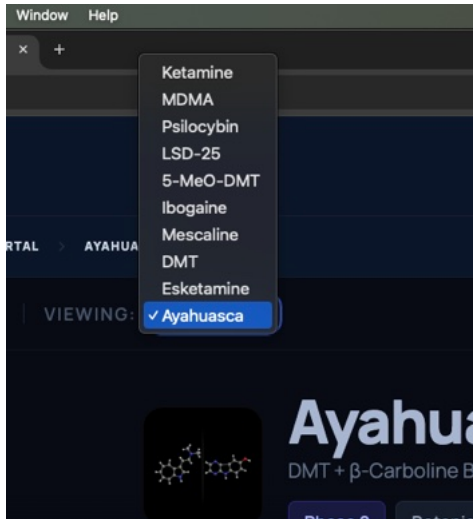 Window Help
× +
Ketamine
MDMA
Psilocybin
LSD-25
5-MeO-DMT
Ibogaine
Mescaline
DMT
Esketamine
RTAL > AYAHUA
VIEWING: ✓ Ayahuasca
Ayahua
DMT + β-Carboline B